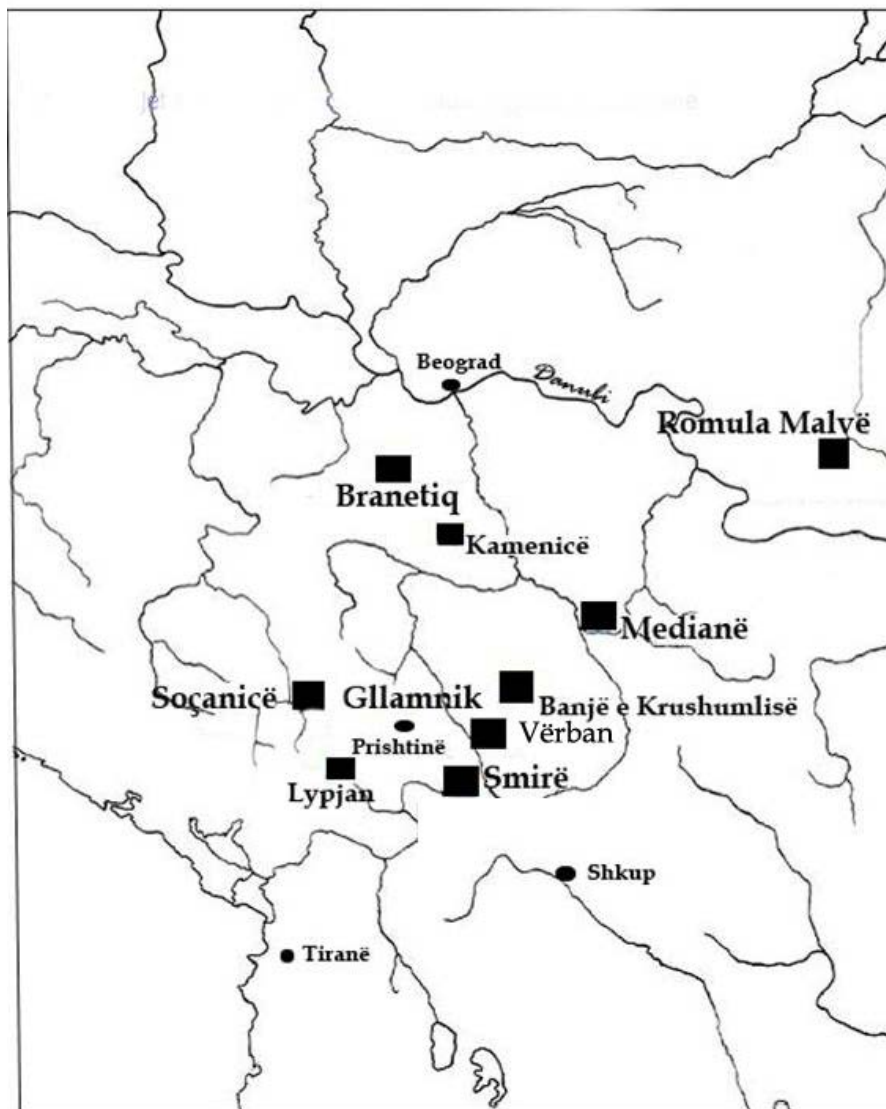 Beograd
Danubi
Romula Malvë
Branetiq
Kamenicë
Medianë
Soçanicë
Gllamnik
Banjë e Krushumlisë
Prishtinë
Vërban
Lypjan
Smirë
Shkup
Tiranë